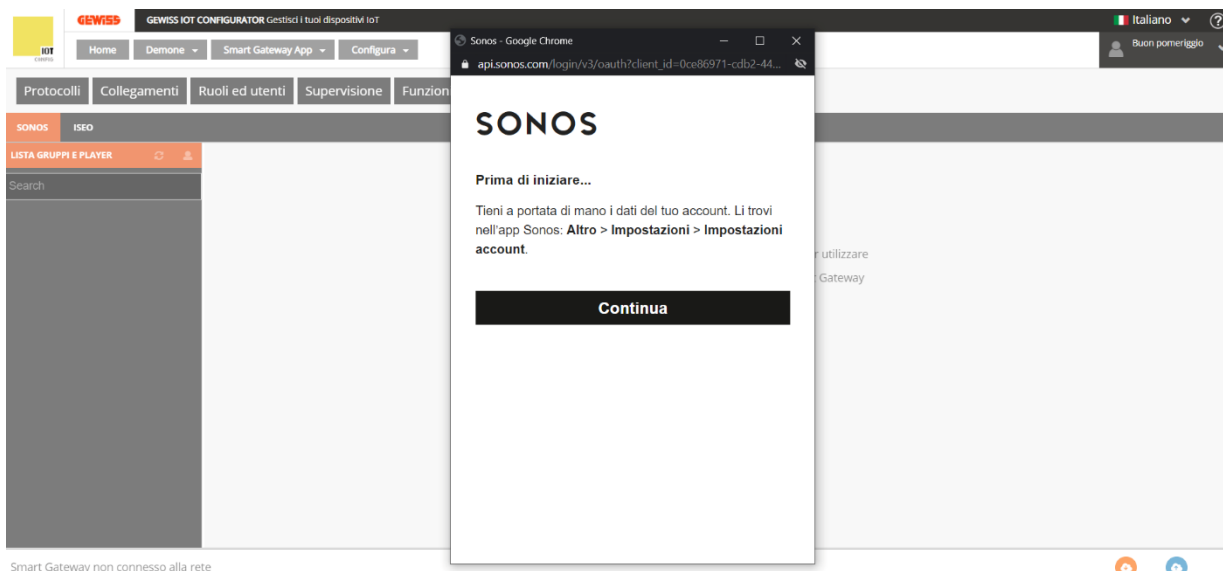 GEWISS
GEWISS IOT CONFIGURATOR Gestisci i tuoi dispositivi IoT
Italiano
IOT
Home
Demone
Smart Gateway App
Configura
Buon pomeriggio
Protocolli
Collegamenti
Ruoli ed utenti
Supervisione
Funzion
SONOS
ISEO
LISTA GRUPPI E PLAYER
Search
Sonos - Google Chrome
api.sonos.com/login/v3/oauth?client_id=0ce86971-cdb2-44...
SONOS
Prima di iniziare...
Tieni a portata di mano i dati del tuo account. Li trovi
nell'app Sonos: Altro > Impostazioni > Impostazioni
account.
Continua
r utilizzare
Gateway
Smart Gateway non connesso alla rete